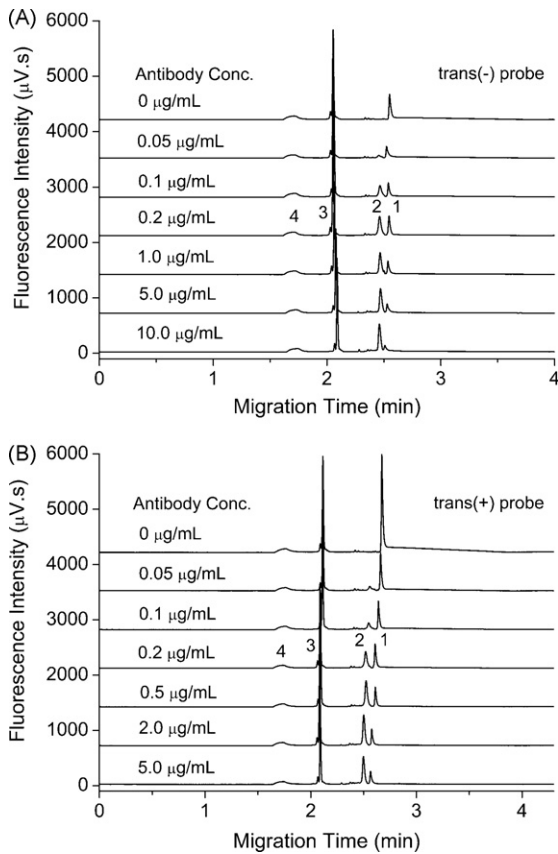 (A)
6000
Antibody Conc.
trans(-) probe
5000
0 µg/mL
4000
0.05 µg/mL
3000
0.1 µg/mL
4 3 2 1
0.2 µg/mL
2000
1.0 µg/mL
1000
5.0 µg/mL
10.0 µg/mL
0
Fluorescence Intensity (µV.s)
0 1 2 3 4
Migration Time (min)
(B)
6000
Antibody Conc.
trans(+) probe
5000
0 µg/mL
4000
0.05 µg/mL
3000
0.1 µg/mL
4 3 2 1
0.2 µg/mL
2000
0.5 µg/mL
1000
2.0 µg/mL
5.0 µg/mL
0
Fluorescence Intensity (µV.s)
0 1 2 3 4
Migration Time (min)